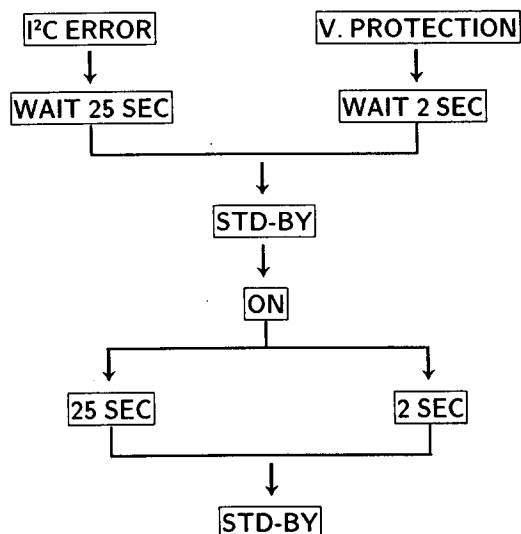 I²C ERROR
V. PROTECTION
WAIT 25 SEC
WAIT 2 SEC
STD-BY
ON
25 SEC
2 SEC
STD-BY